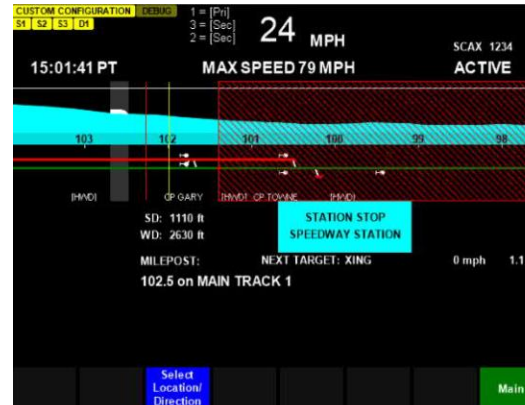 CUSTOM CONFIGURATION DEBUG 1 = [Pri]
S1 S2 S3 D1 3 = [Sec]
2 = [Sec]
24 MPH
SCAX 1234
15:01:41 PT MAX SPEED 79 MPH ACTIVE
103 102 101 100 99 98
[HWD] CP GARY [HWD] CP TOWNE [HWD]
SD: 1110 ft
WD: 2630 ft
STATION STOP
SPEEDWAY STATION
MILEPOST: NEXT TARGET: XING 0 mph 1.1
102.5 on MAIN TRACK 1
Select
Location/
Direction
Main